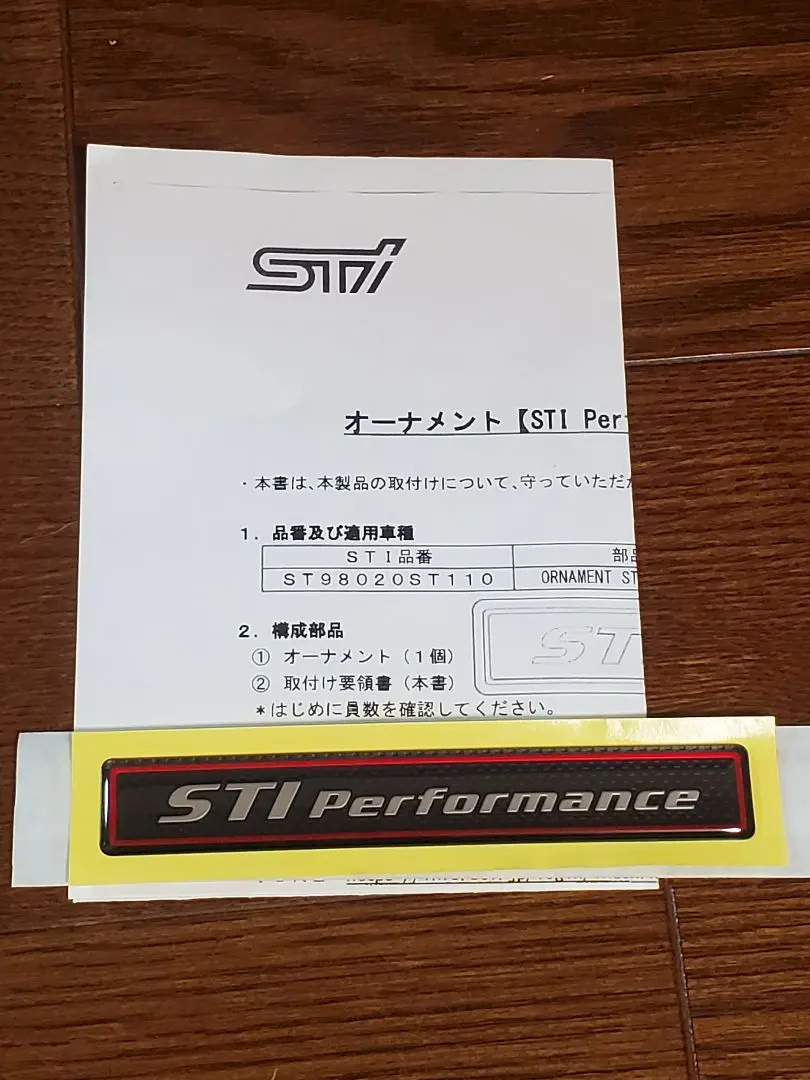 STi
オーナメント【STI Per
・本書は、本製品の取付けについて、守っていただ
1. 品番及び適用車種
STI品番 部品
ST98020ST110 ORNAMENT ST
2. 構成部品
① オーナメント（1個）
② 取付け要領書（本書）
＊はじめに員数を確認してください。
ST
STI Performance